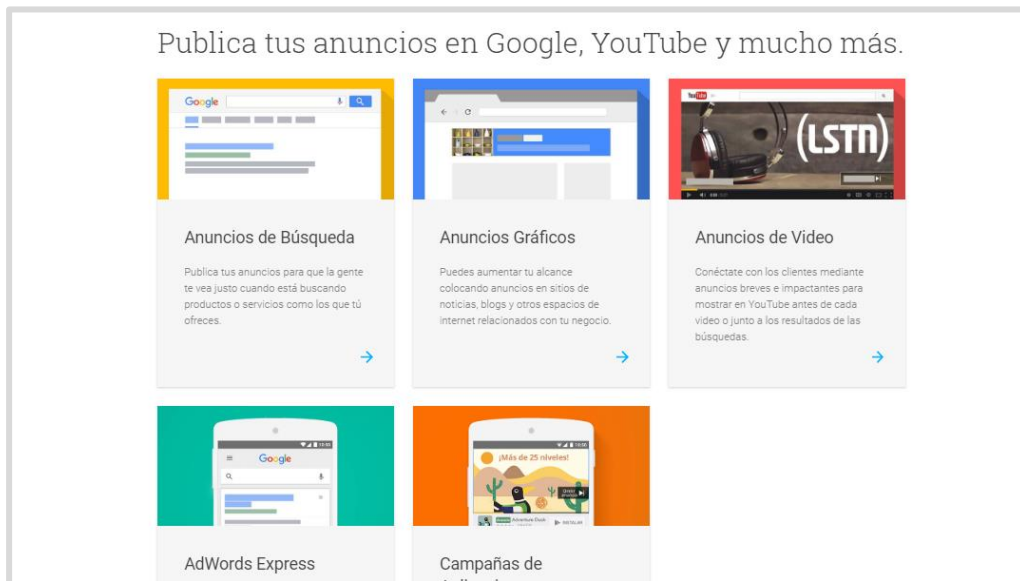 Publica tus anuncios en Google, YouTube y mucho más.
Google
YouTube
(LSTN)
Anuncios de Búsqueda
Publica tus anuncios para que la gente
te vea justo cuando está buscando
productos o servicios como los que tú
ofreces.
Anuncios Gráficos
Puedes aumentar tu alcance
colocando anuncios en sitios de
noticias, blogs y otros espacios de
internet relacionados con tu negocio.
Anuncios de Video
Conéctate con los clientes mediante
anuncios breves e impactantes para
mostrar en YouTube antes de cada
video o junto a los resultados de las
búsquedas.
Google
¡Más de 25 niveles!
INSTALAR
AdWords Express
Campañas de